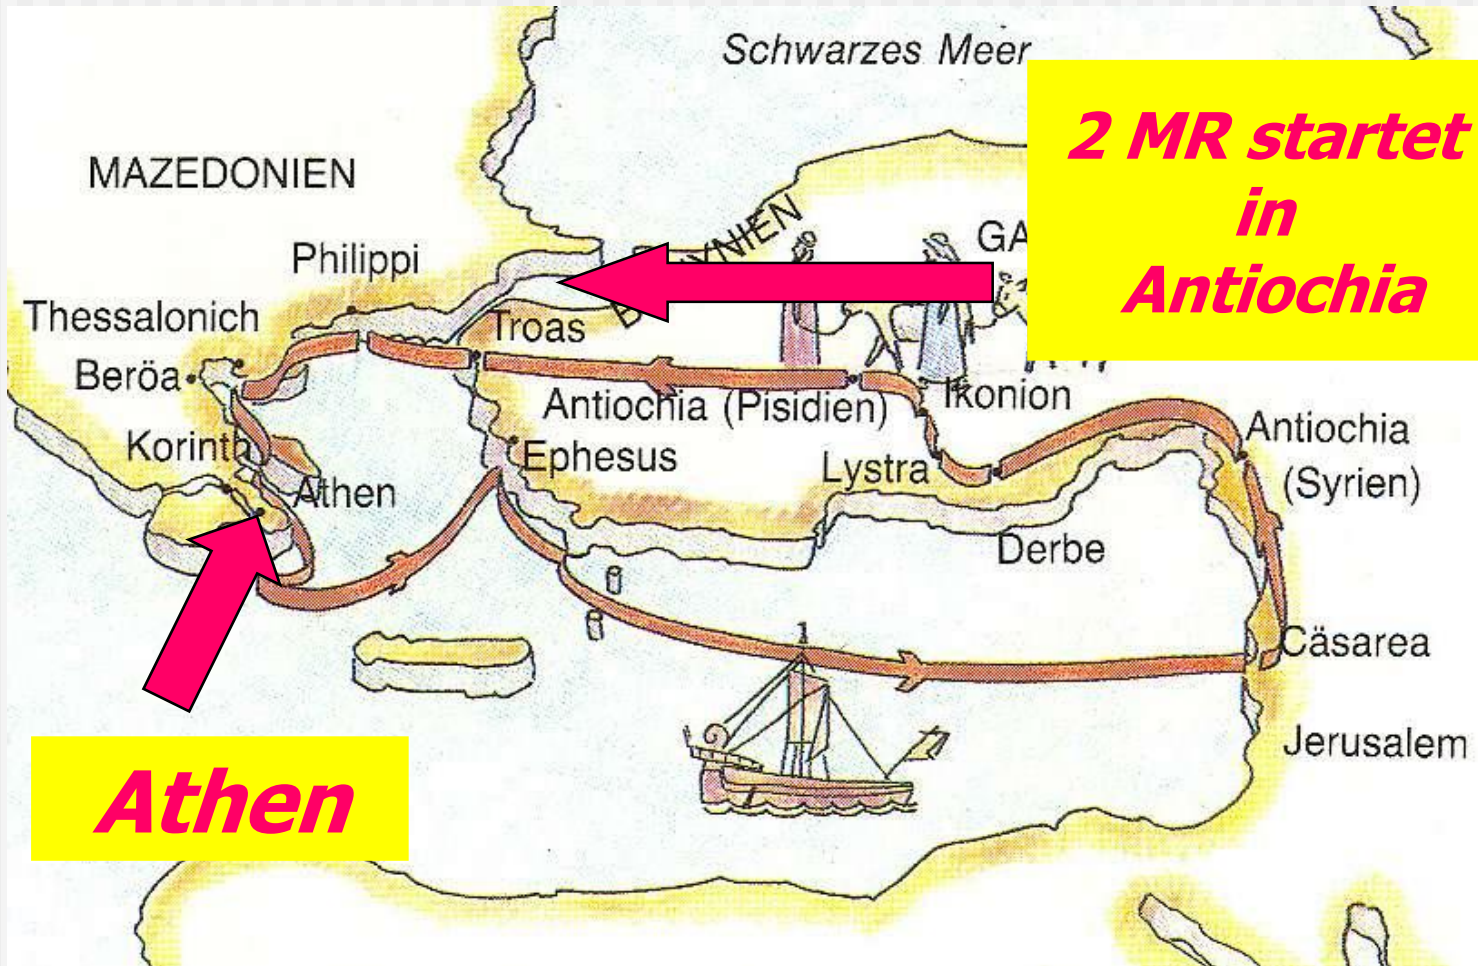 Schwarzes Meer
2 MR startet
in
Antiochia
MAZEDONIEN
GA
Philippi
Thessalonich
Troas
Beröa
Antiochia (Pisidien)
Ikonion
Korinth
Ephesus
Lystra
Antiochia
(Syrien)
Athen
Derbe
Cäsarea
Jerusalem
Athen